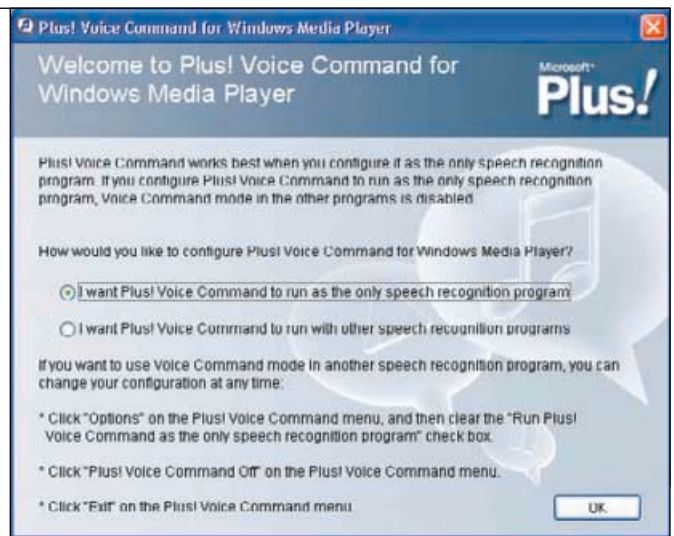 Plus! Voice Command for Windows Media Player
Welcome to Plus! Voice Command for
Windows Media Player
Microsoft
Plus!
Plus! Voice Command works best when you configure it as the only speech recognition
program. If you configure Plus! Voice Command to run as the only speech recognition
program, Voice Command mode in the other programs is disabled
How would you like to configure Plus! Voice Command for Windows Media Player?
I want Plus! Voice Command to run as the only speech recognition program
I want Plus! Voice Command to run with other speech recognition programs
If you want to use Voice Command mode in another speech recognition program, you can
change your configuration at any time:
* Click "Options" on the Plus! Voice Command menu, and then clear the "Run Plus!
Voice Command as the only speech recognition program" check box.
* Click "Plus! Voice Command Off" on the Plus! Voice Command menu.
* Click "Exit" on the Plus! Voice Command menu
OK